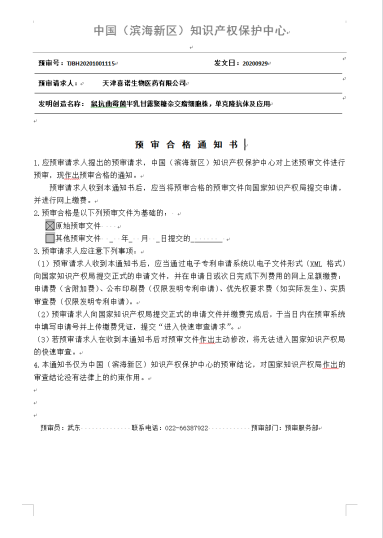 中国（滨海新区）知识产权保护中心
预审号：TJBH20201001115 发文日：20200929
预审请求人： 天津喜诺生物医药有限公司
发明创造名称： 鼠抗曲霉菌半乳甘露聚糖杂交瘤细胞株，单克隆抗体及应用
预审合格通知书
1.应预审请求人提出的预审请求，中国（滨海新区）知识产权保护中心对上述预审文件进行
预审，现作出预审合格的通知。
预审请求人收到本通知书后，应当将预审合格的预审文件向国家知识产权局提交申请，
并进行网上缴费。
2.预审合格是以下列预审文件为基础的：
☒原始预审文件
☐其他预审文件 _ 年_ 月 _日提交的________
3.预审请求人应注意下列事项：
（1）预审请求人收到本通知书后，应当通过电子专利申请系统以电子文件形式（XML 格式）
向国家知识产权局提交正式的申请文件，并在申请日或次日完成下列费用的网上足额缴费：
申请费（含附加费）、公布印刷费（仅限发明专利申请）、优先权要求费（如实际发生）、实质
审查费（仅限发明专利申请）。
（2）预审请求人向国家知识产权局提交正式的申请文件并缴费完成后，于当日内在预审系统
中填写申请号并上传缴费凭证，提交“进入快速审查请求”。
（3）若预审请求人在收到本通知书后对预审文件作出主动修改，将无法进入国家知识产权局
的快速审查。
4.本通知书仅为中国（滨海新区）知识产权保护中心的预审结论，对国家知识产权局作出的
审查结论没有法律上的约束作用。
预审员：武东 联系电话：022-66387922 预审部门：预审服务部